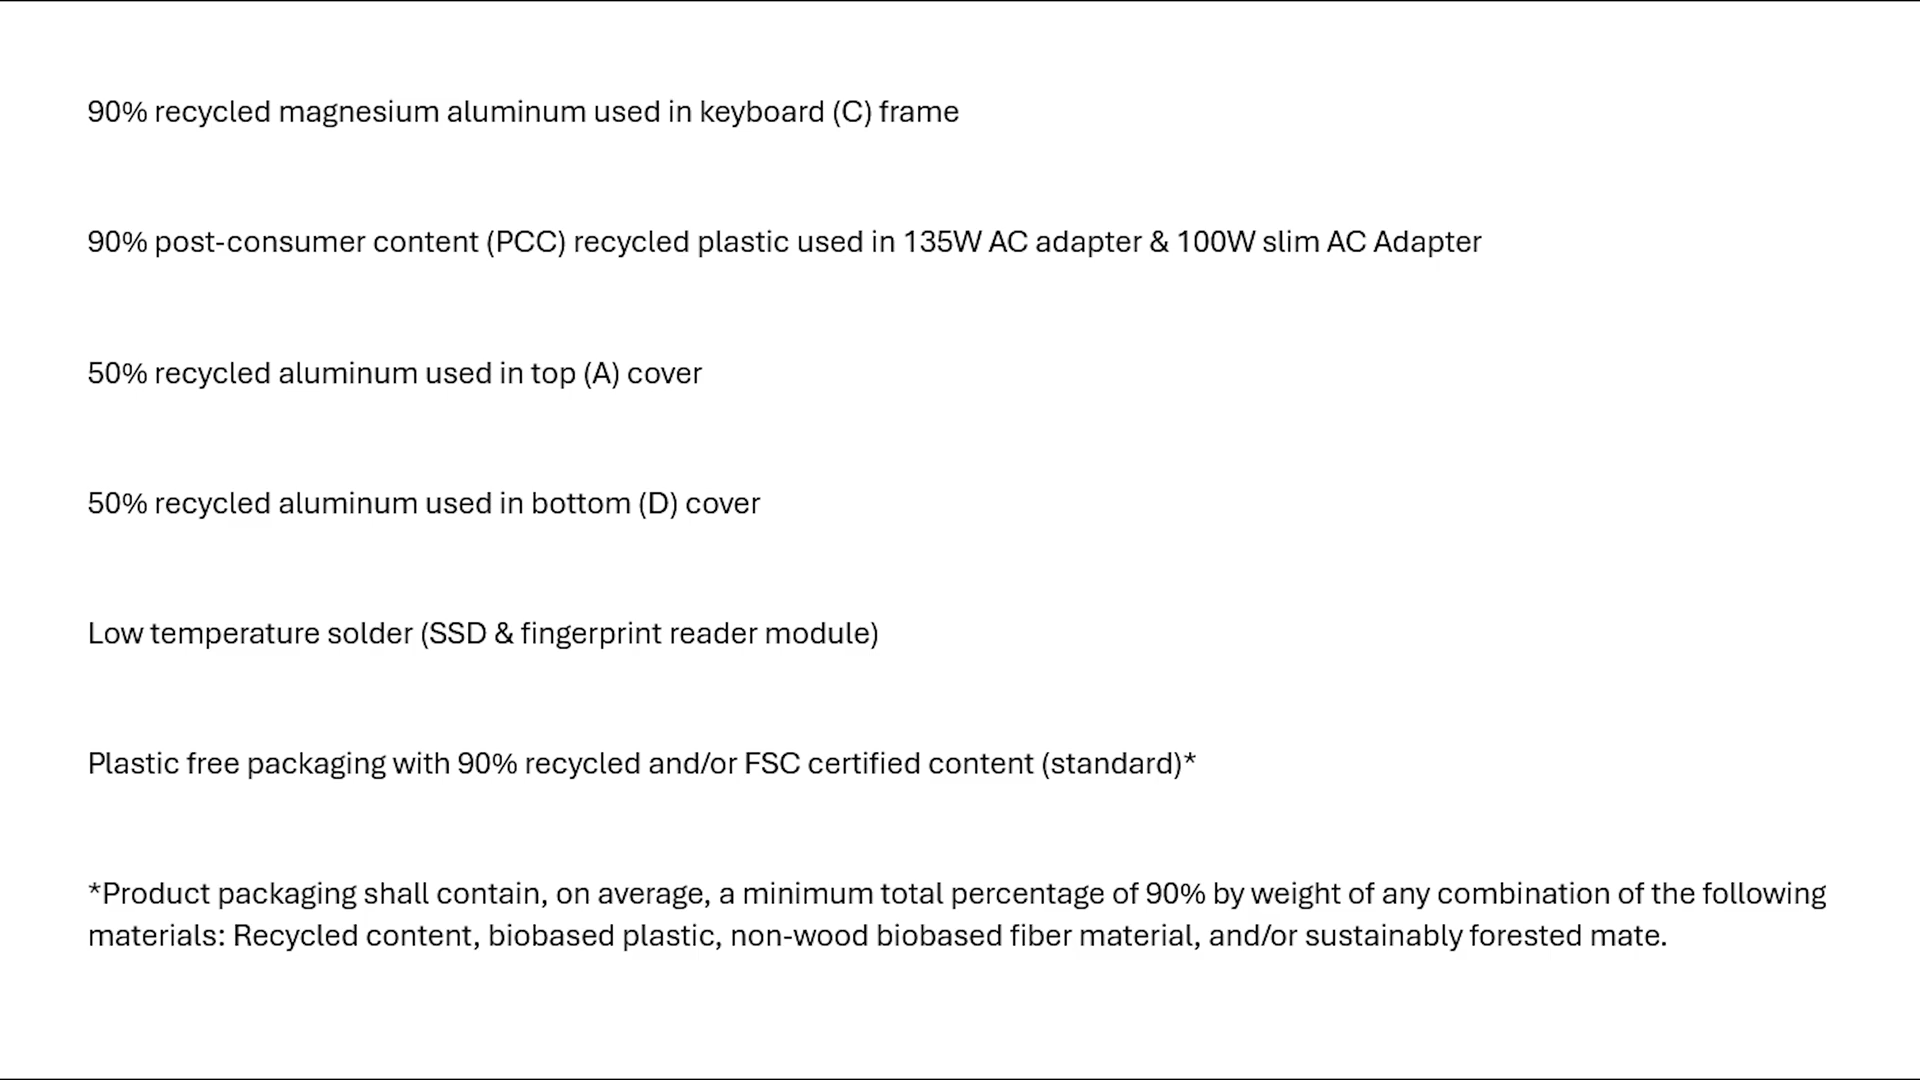 90% recycled magnesium aluminum used in keyboard (C) frame
90% post-consumer content (PCC) recycled plastic used in 135W AC adapter & 100W slim AC Adapter
50% recycled aluminum used in top (A) cover
50% recycled aluminum used in bottom (D) cover
Low temperature solder (SSD & fingerprint reader module)
Plastic free packaging with 90% recycled and/or FSC certified content (standard)*
*Product packaging shall contain, on average, a minimum total percentage of 90% by weight of any combination of the following
materials: Recycled content, biobased plastic, non-wood biobased fiber material, and/or sustainably forested mate.